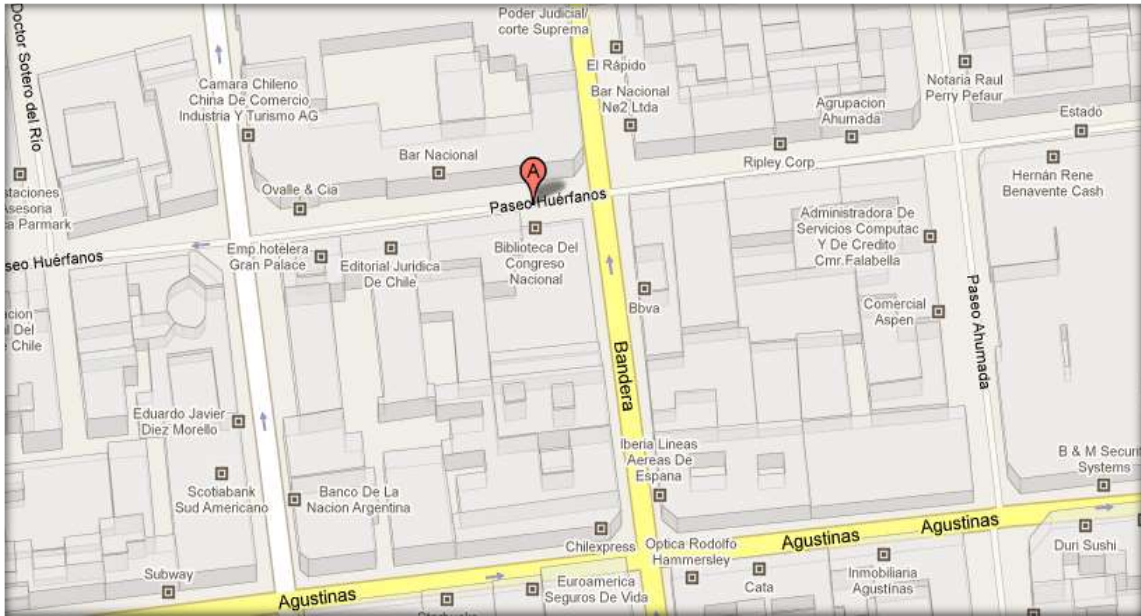 Doctor Sotero del Río
Poder Judicial/
corte Suprema
El Rápido
Camara Chileno
China De Comercio
Industria Y Turismo AG
Bar Nacional
Nø2 Ltda
Notaria Raul
Perry Pefaur
Agrupacion
Ahumada
Estado
Bar Nacional
A
Ripley Corp
Hernán Rene
Benavente Cash
staciones
Asesoria
ca Parmark
Ovalle & Cia
Paseo Huérfanos
Administradora De
Servicios Computac
Y De Credito
Cmr.Falabella
seo Huérfanos
Emp.hotelera
Gran Palace
Editorial Juridica
De Chile
Biblioteca Del
Congreso
Nacional
Bbva
Comercial
Aspen
Paseo Ahumada
l Del
Chile
Bandera
Eduardo Javier
Diez Morello
Iberia Lineas
Aereas De
Espana
B & M Securit
Systems
Scotiabank
Sud Americano
Banco De La
Nacion Argentina
Agustinas
Agustinas
Chilexpress
Optica Rodolfo
Hammersley
Duri Sushi
Subway
Euroamerica
Seguros De Vida
Cata
Inmobiliaria
Agustinas
Agustinas